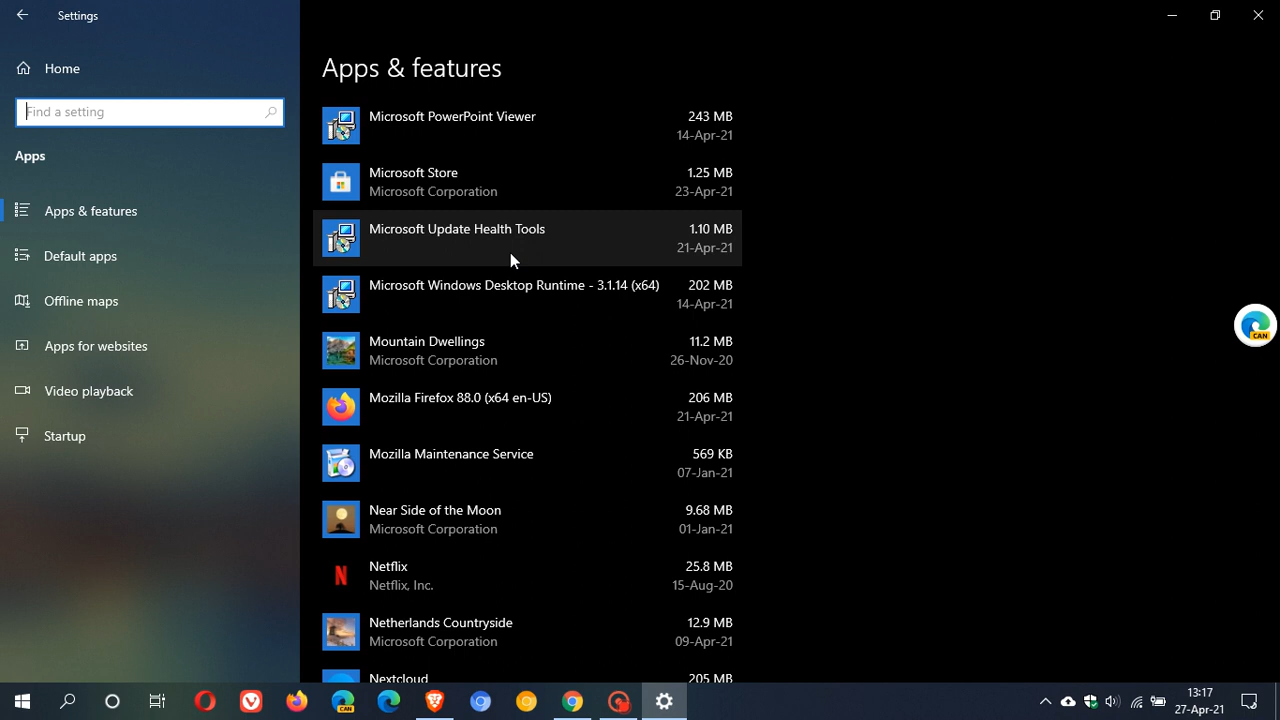 Settings
Home
Find a setting
Apps
Apps & features
Default apps
Offline maps
Apps for websites
Video playback
Startup
Apps & features
Microsoft PowerPoint Viewer 243 MB
14-Apr-21
Microsoft Store 1.25 MB
Microsoft Corporation 23-Apr-21
Microsoft Update Health Tools 1.10 MB
21-Apr-21
Microsoft Windows Desktop Runtime - 3.1.14 (x64) 202 MB
14-Apr-21
Mountain Dwellings 11.2 MB
Microsoft Corporation 26-Nov-20
Mozilla Firefox 88.0 (x64 en-US) 206 MB
21-Apr-21
Mozilla Maintenance Service 569 KB
07-Jan-21
Near Side of the Moon 9.68 MB
Microsoft Corporation 01-Jan-21
N Netflix 25.8 MB
Netflix, Inc. 15-Aug-20
Netherlands Countryside 12.9 MB
Microsoft Corporation 09-Apr-21
Nextcloud 205 MB
CAN
CAN
13:17
27-Apr-21